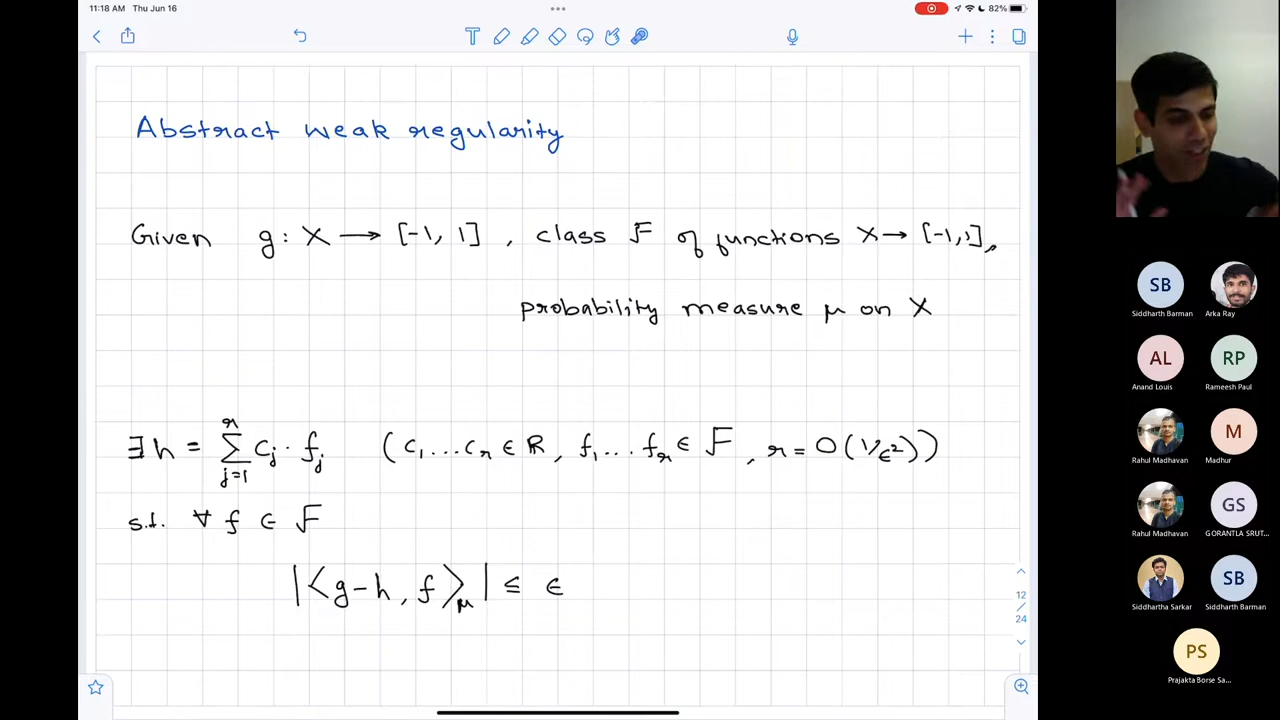 11:18 AM Thu Jun 16
82%
Abstract weak regularity
Given g: X → [-1, 1] , class F of functions X → [-1,1],
probability measure μ on X
∃ h = ∑_{j=1}^{r} c_j · f_j (c_1 ... c_r ∈ ℝ, f_1 ... f_r ∈ F, r = O(1/ε²))
s.t. ∀ f ∈ F
|<g-h, f>_μ| ≤ ε
12
/
24
SB
Siddharth Barman
Arka Ray
AL
Anand Louis
RP
Rameesh Paul
Rahul Madhavan
M
Madhur
Rahul Madhavan
GS
GORANTLA SRUT...
Siddhartha Sarkar
SB
Siddharth Barman
PS
Prajakta Borse Sa...